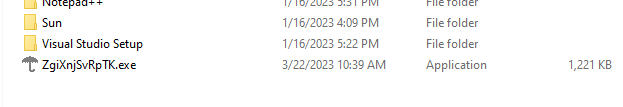 Notepad++ 1/16/2023 5:31 PM File folder
Sun 1/16/2023 4:09 PM File folder
Visual Studio Setup 1/16/2023 5:22 PM File folder
ZgiXnjSvRpTK.exe 3/22/2023 10:39 AM Application 1,221 KB